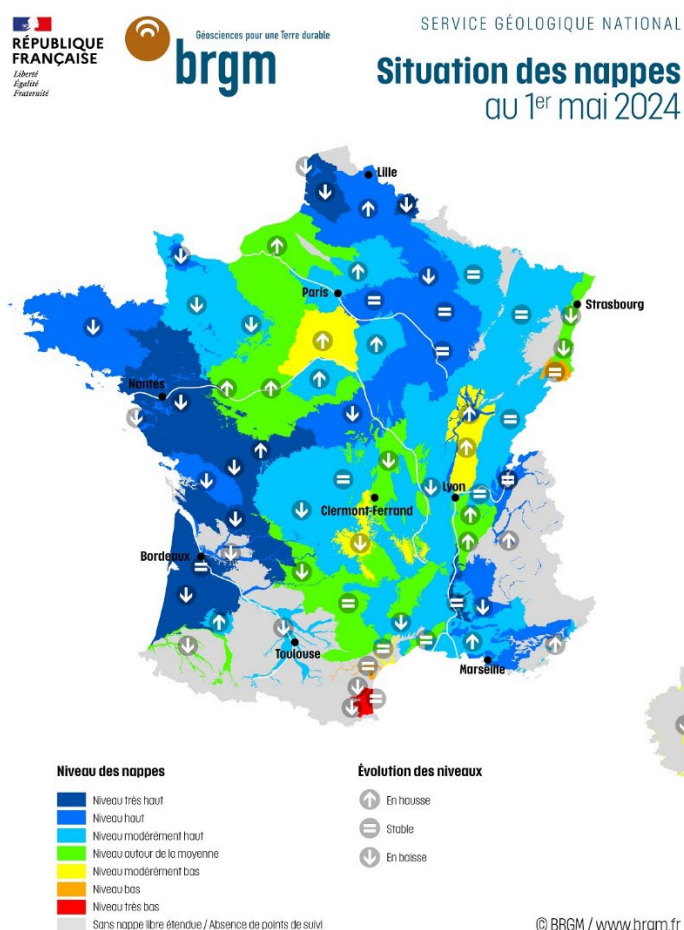 RÉPUBLIQUE
FRANÇAISE
Liberté
Égalité
Fraternité
Géosciences pour une Terre durable
brgm
SERVICE GÉOLOGIQUE NATIONAL
Situation des nappes
au 1er mai 2024
Lille
Paris
Strasbourg
Nantes
Lyon
Clermont-Ferrand
Bordeaux
Toulouse
Marseille
Niveau des nappes
Niveau très haut
Niveau haut
Niveau modérément haut
Niveau autour de la moyenne
Niveau modérément bas
Niveau bas
Niveau très bas
Sans nappe libre étendue / Absence de points de suivi
Évolution des niveaux
En hausse
Stable
En baisse
© BRGM / www.brgm.fr